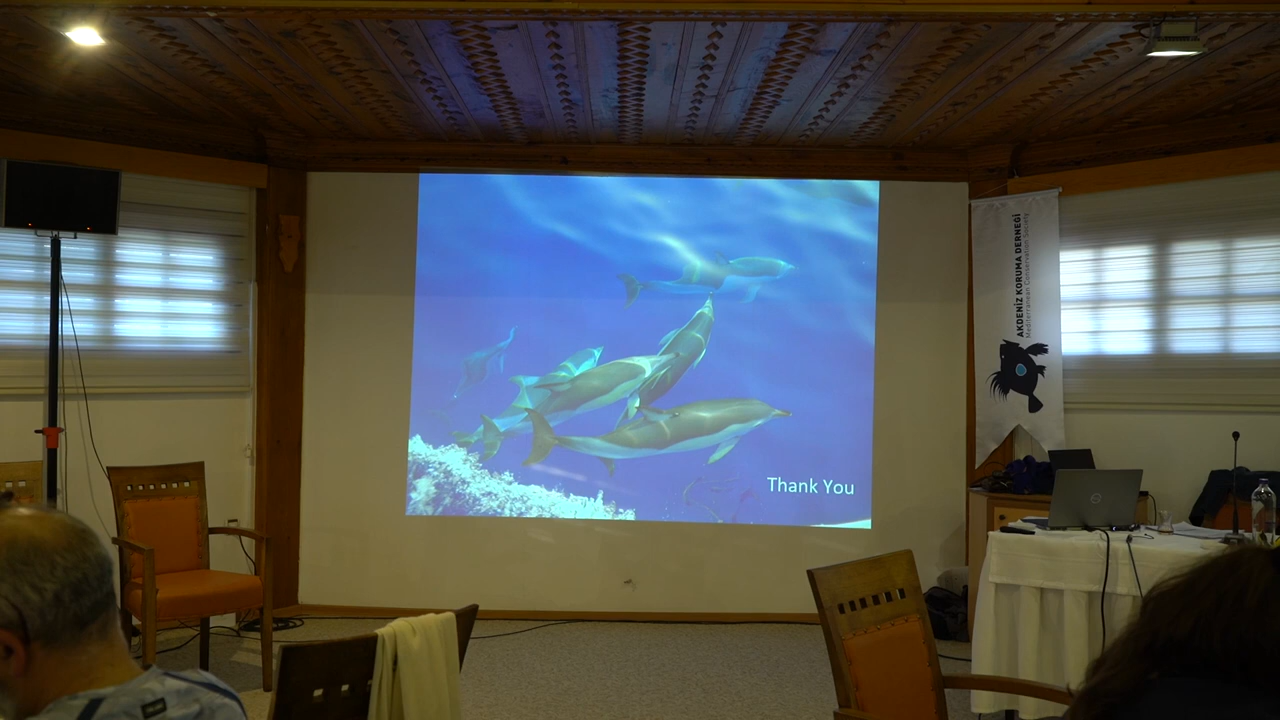 AKDENİZ KORUMA DERNEĞİ
Mediterranean Conservation Society
Thank You